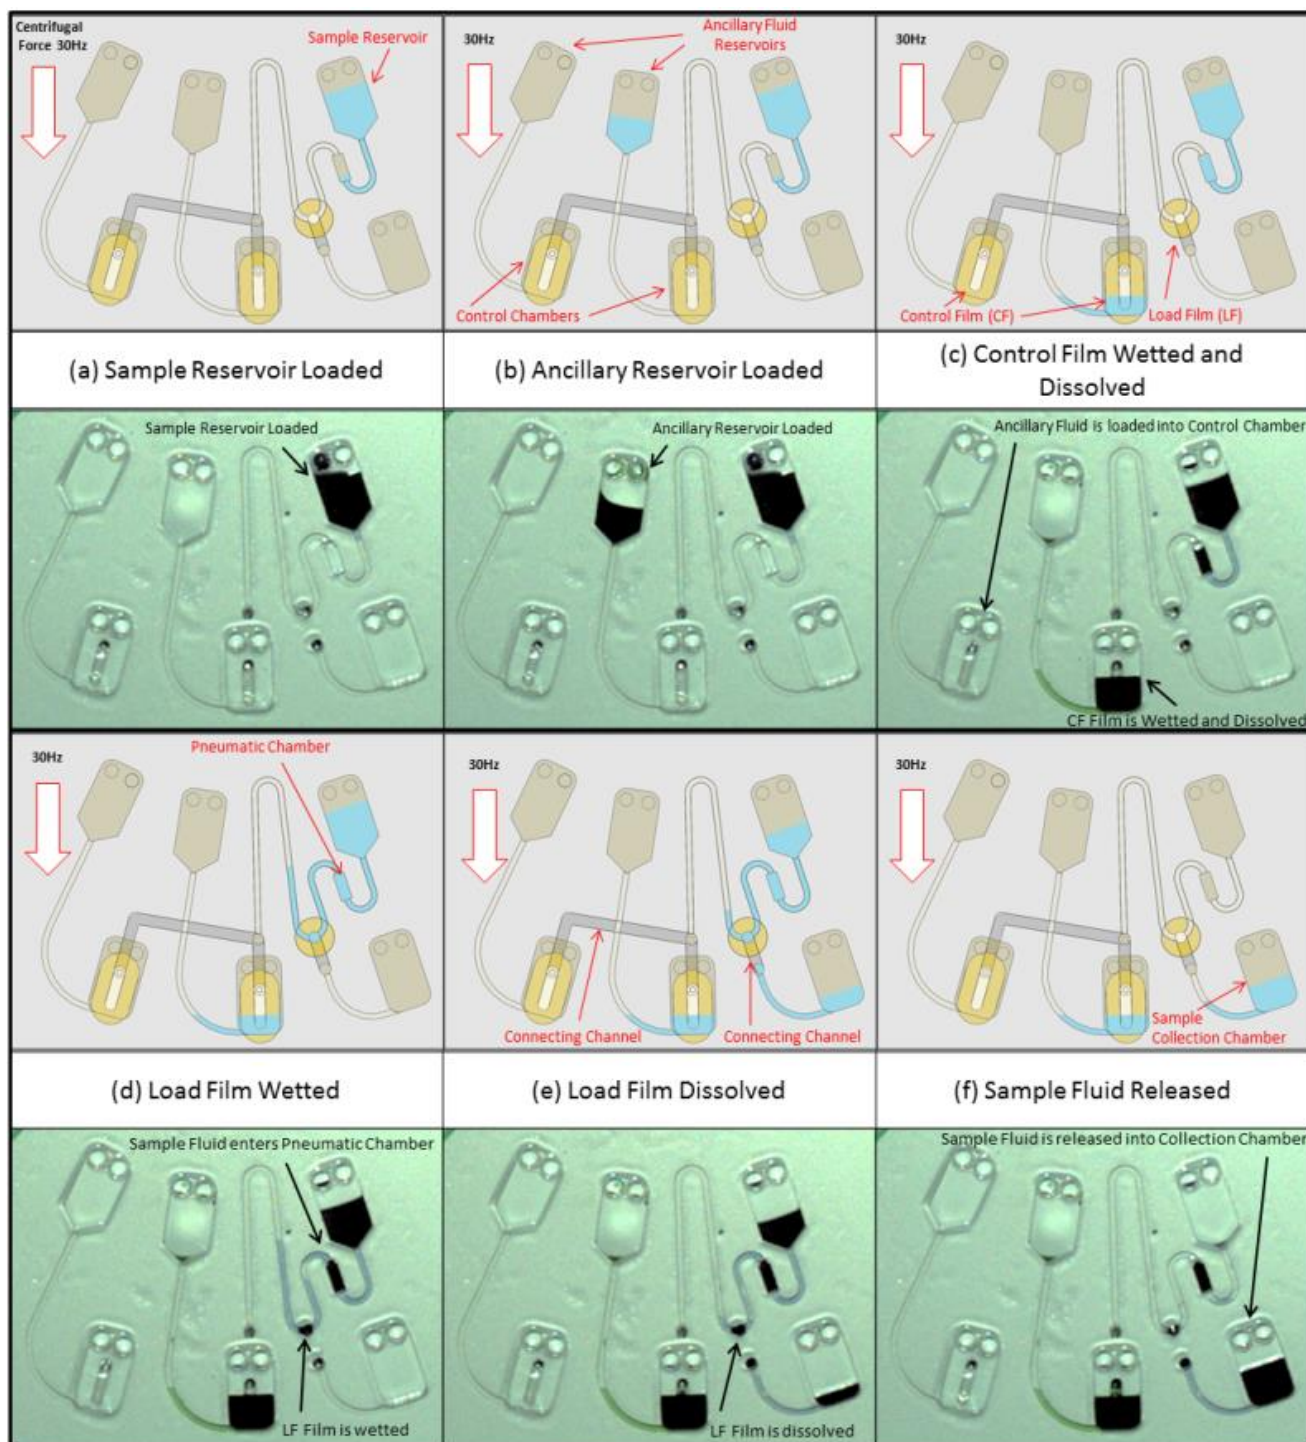 Centrifugal
Force 30Hz
Sample Reservoir
30Hz
Ancillary Fluid
Reservoirs
Control Chambers
30Hz
Control Film (CF)
Load Film (LF)
(a) Sample Reservoir Loaded
(b) Ancillary Reservoir Loaded
(c) Control Film Wetted and
Dissolved
Sample Reservoir Loaded
Ancillary Reservoir Loaded
Ancillary Fluid is loaded into Control Chamber
CF Film is Wetted and Dissolved
30Hz
Pneumatic Chamber
30Hz
Connecting Channel
Connecting Channel
30Hz
Sample
Collection Chamber
(d) Load Film Wetted
(e) Load Film Dissolved
(f) Sample Fluid Released
Sample Fluid enters Pneumatic Chamber
LF Film is wetted
LF Film is dissolved
Sample Fluid is released into Collection Chamber